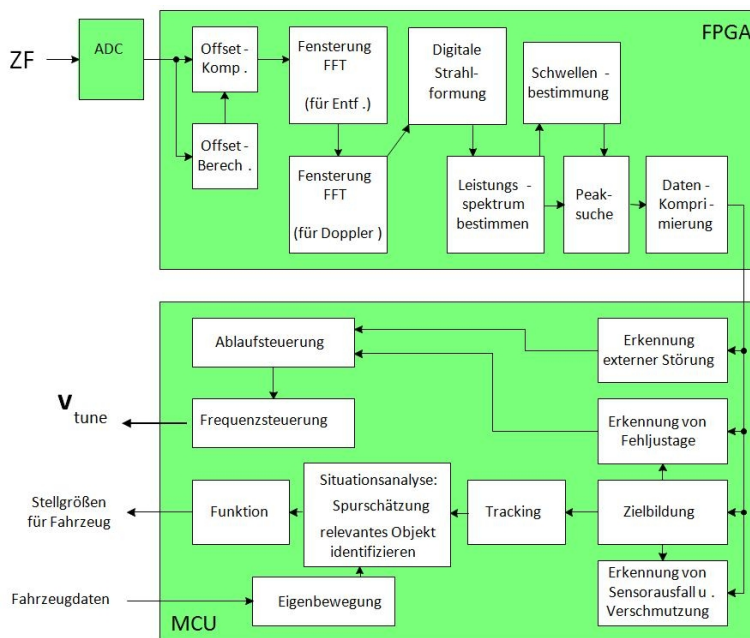 FPGA
ZF
ADC
Offset -
Komp .
Fensterung
FFT
(für Entf .)
Digitale
Strahl-
formung
Schwellen -
bestimmung
Offset-
Berech .
Fensterung
FFT
(für Doppler )
Leistungs -
spektrum
bestimmen
Peak-
suche
Daten -
Kompri-
mierung
Ablaufsteuerung
Erkennung
externer Störung
V tune
Frequenzsteuerung
Erkennung von
Fehljustage
Stellgrößen
für Fahrzeug
Funktion
Situationsanalyse:
Spurschätzung
relevantes Objekt
identifizieren
Tracking
Zielbildung
Fahrzeugdaten
Eigenbewegung
Erkennung von
Sensorausfall u .
Verschmutzung
MCU